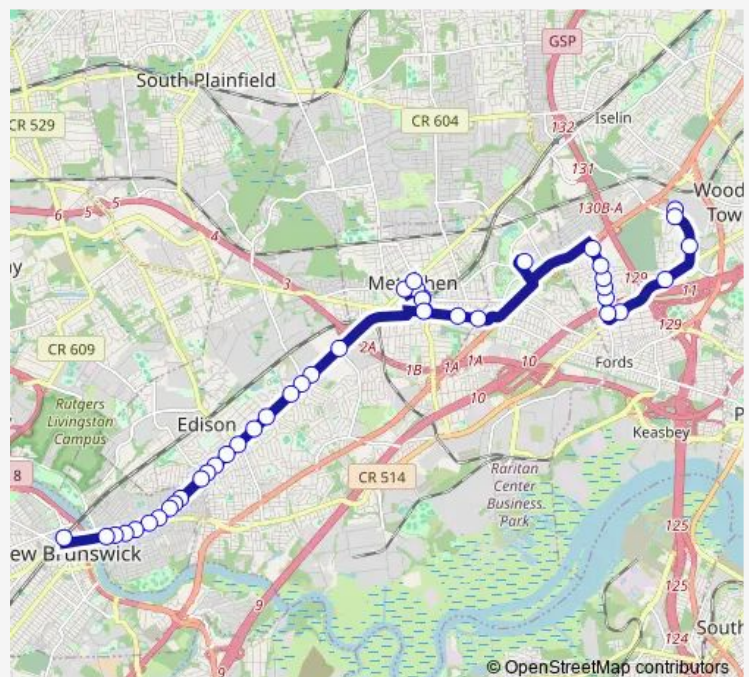 GSP
South Plainfield
CR 604
Iselin
CR 529
132
131
Wood
Tow
130B-A
6
5
5
4
3
129
11
129
2A
1B
1A
1A
10
10
CR 609
Fords
Rutgers
Livingston
Campus
Edison
Keasbey
P
8
CR 514
Raritan
Center
Business
Park
ew Brunswick
125
125
9
9
124
South
© OpenStreetMap contributors